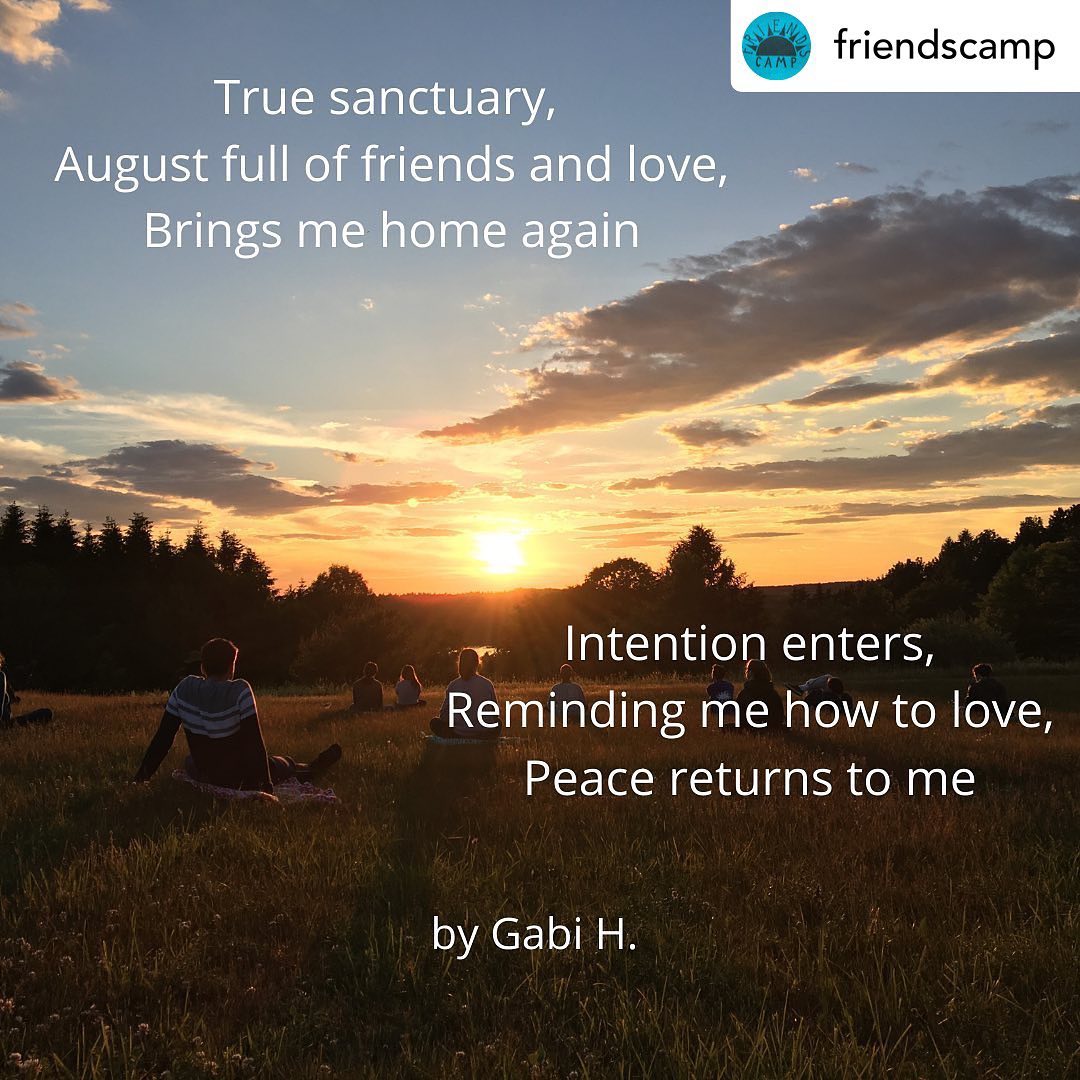 FRIENDS
CAMP
friendscamp
True sanctuary,
August full of friends and love,
Brings me home again
Intention enters,
Reminding me how to love,
Peace returns to me
by Gabi H.